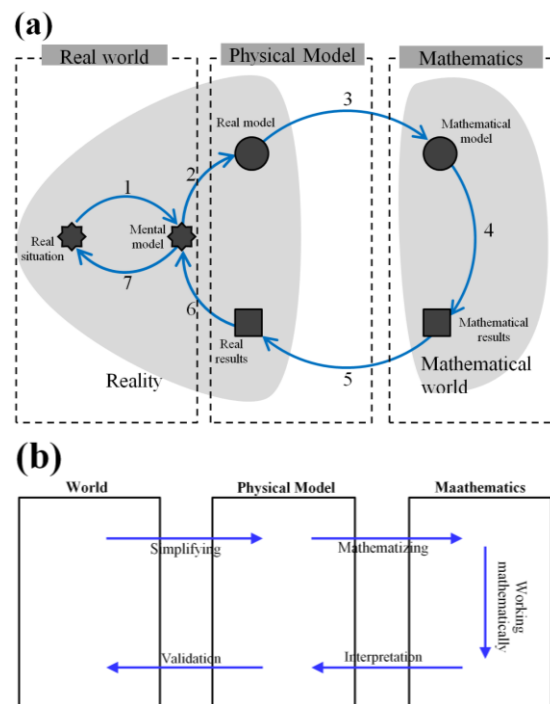 (a)
Real world
Physical Model
Mathematics
Real model
3
Mathematical
model
1
2
4
Real
situation
Mental
model
7
6
Real
results
Mathematical
results
5
Reality
Mathematical
world
(b)
World
Physical Model
Maathematics
Simplifying
Mathematizing
Working
mathematically
Validation
Interpretation